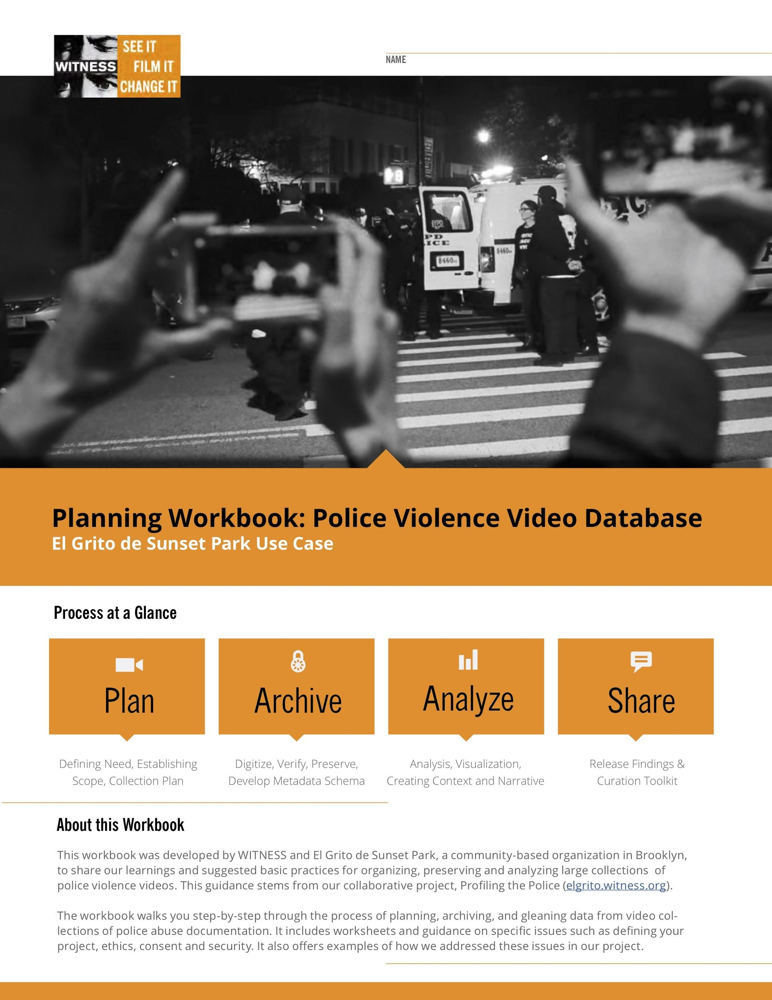 WITNESS
SEE IT
FILM IT
CHANGE IT
NAME
NYPD
PD
ICE
8460
8460
Planning Workbook: Police Violence Video Database
El Grito de Sunset Park Use Case
Process at a Glance
Plan
Archive
Analyze
Share
Defining Need, Establishing
Scope, Collection Plan
Digitize, Verify, Preserve,
Develop Metadata Schema
Analysis, Visualization,
Creating Context and Narrative
Release Findings &
Curation Toolkit
About this Workbook
This workbook was developed by WITNESS and El Grito de Sunset Park, a community-based organization in Brooklyn,
to share our learnings and suggested basic practices for organizing, preserving and analyzing large collections of
police violence videos. This guidance stems from our collaborative project, Profiling the Police (elgrito.witness.org).
The workbook walks you step-by-step through the process of planning, archiving, and gleaning data from video col-
lections of police abuse documentation. It includes worksheets and guidance on specific issues such as defining your
project, ethics, consent and security. It also offers examples of how we addressed these issues in our project.